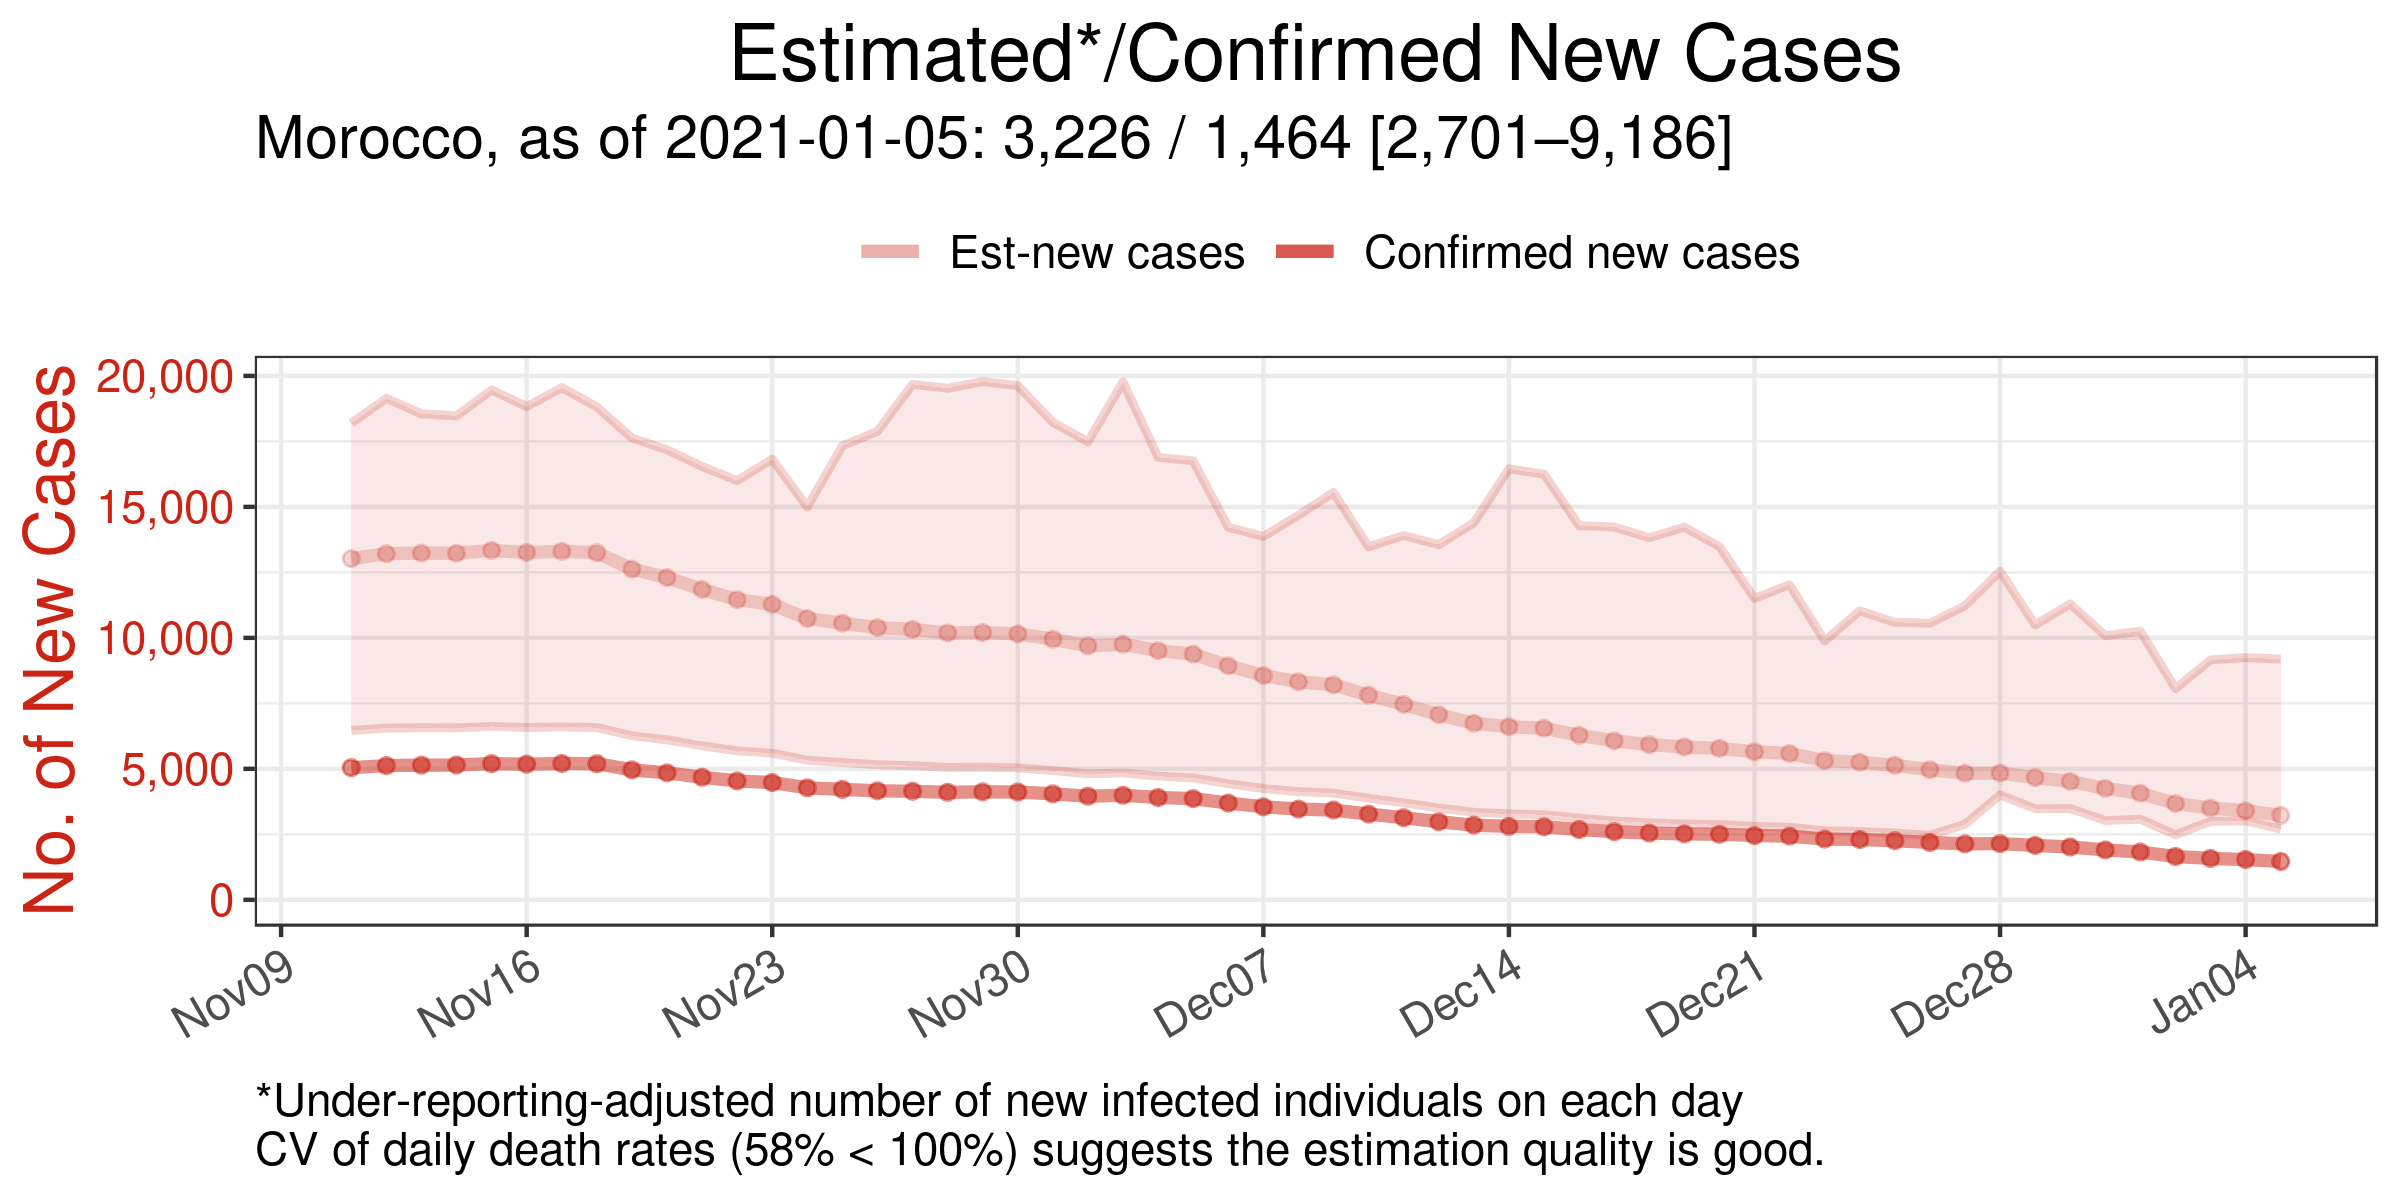 Estimated*/Confirmed New Cases
Morocco, as of 2021-01-05: 3,226 / 1,464 [2,701–9,186]
Est-new cases Confirmed new cases
No. of New Cases
20,000
15,000
10,000
5,000
0
Nov09 Nov16 Nov23 Nov30 Dec07 Dec14 Dec21 Dec28 Jan04
*Under-reporting-adjusted number of new infected individuals on each day
CV of daily death rates (58% < 100%) suggests the estimation quality is good.